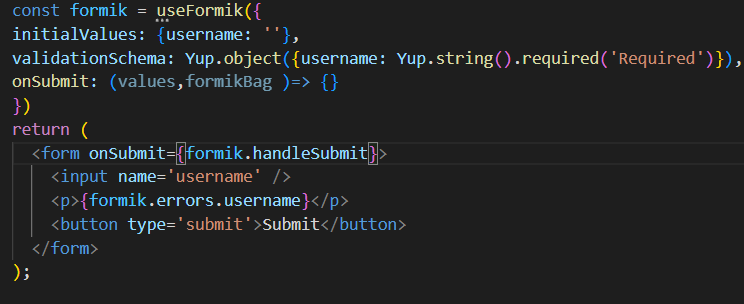 const formik = useFormik({
initialValues: {username: ''},
validationSchema: Yup.object({username: Yup.string().required('Required')}),
onSubmit: (values,formikBag )=> {}
})
return (
<form onSubmit={formik.handleSubmit}>
<input name='username' />
<p>{formik.errors.username}</p>
<button type='submit'>Submit</button>
</form>
);